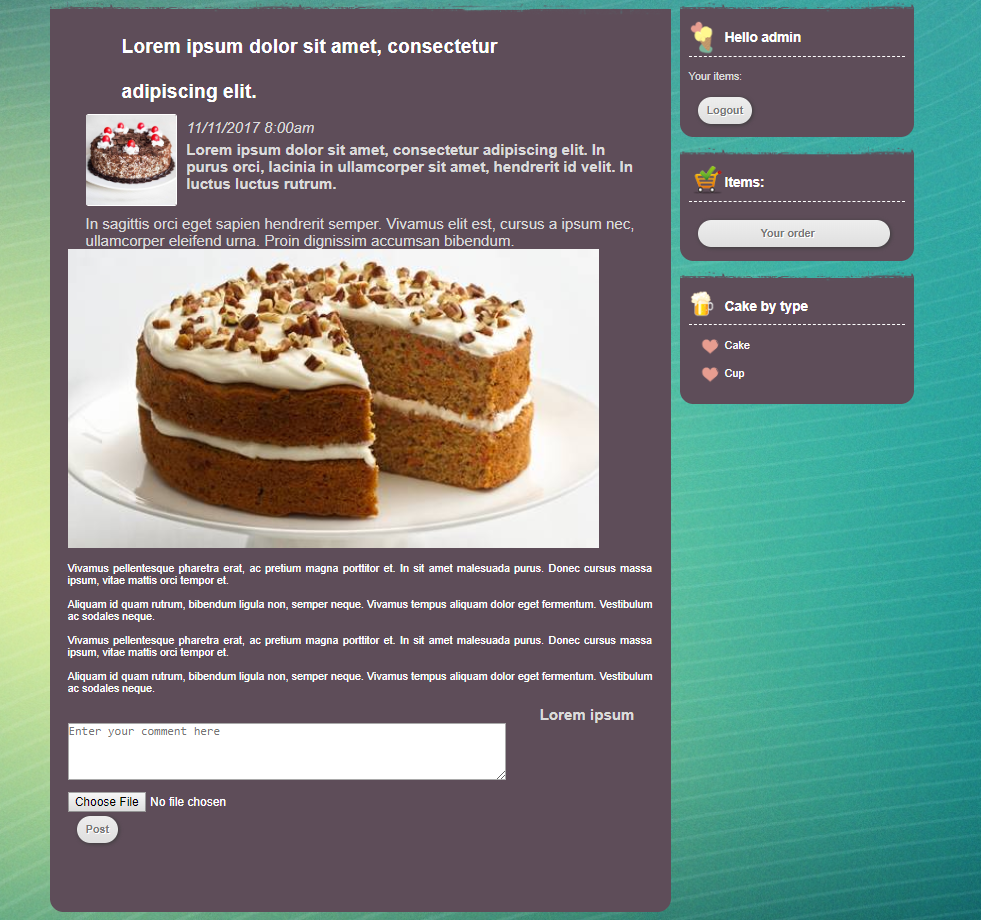 Lorem ipsum dolor sit amet, consectetur
adipiscing elit.
11/11/2017 8:00am
Lorem ipsum dolor sit amet, consectetur adipiscing elit. In
purus orci, lacinia in ullamcorper sit amet, hendrerit id velit. In
luctus luctus rutrum.
In sagittis orci eget sapien hendrerit semper. Vivamus elit est, cursus a ipsum nec,
ullamcorper eleifend urna. Proin dignissim accumsan bibendum.
Vivamus pellentesque pharetra erat, ac pretium magna porttitor et. In sit amet malesuada purus. Donec cursus massa
ipsum, vitae mattis orci tempor et.
Aliquam id quam rutrum, bibendum ligula non, semper neque. Vivamus tempus aliquam dolor eget fermentum. Vestibulum
ac sodales neque.
Vivamus pellentesque pharetra erat, ac pretium magna porttitor et. In sit amet malesuada purus. Donec cursus massa
ipsum, vitae mattis orci tempor et.
Aliquam id quam rutrum, bibendum ligula non, semper neque. Vivamus tempus aliquam dolor eget fermentum. Vestibulum
ac sodales neque.
Lorem ipsum
Enter your comment here
Choose File No file chosen
Post
Hello admin
Your items:
Logout
Items:
Your order
Cake by type
Cake
Cup